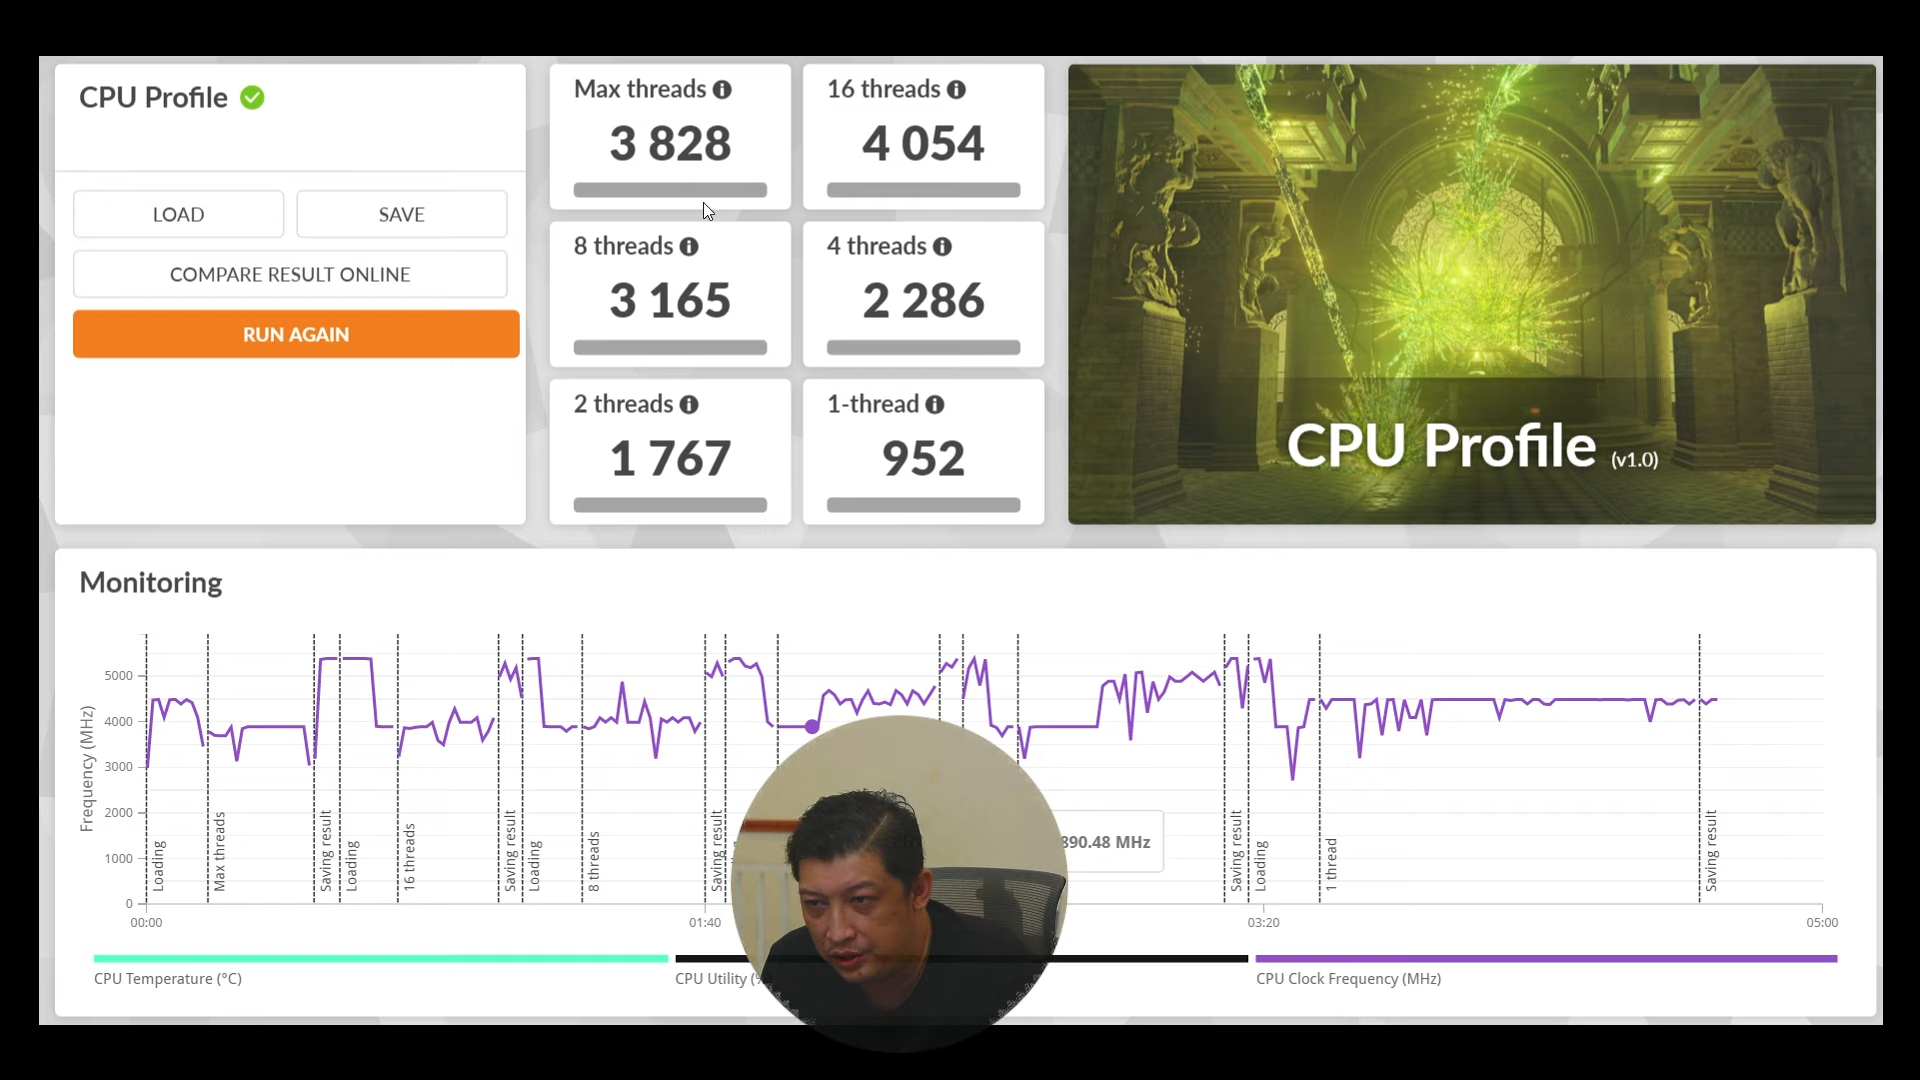 CPU Profile
LOAD
SAVE
COMPARE RESULT ONLINE
RUN AGAIN
Max threads
3 828
16 threads
4 054
8 threads
3 165
4 threads
2 286
2 threads
1 767
1-thread
952
CPU Profile (v1.0)
Monitoring
Frequency (MHz)
5000
4000
3000
2000
1000
0
Loading
Max threads
Saving result
Loading
16 threads
Saving result
Loading
8 threads
Saving result
890.48 MHz
Saving result
Loading
1 thread
Saving result
00:00
01:40
03:20
05:00
CPU Temperature (°C)
CPU Utility
CPU Clock Frequency (MHz)